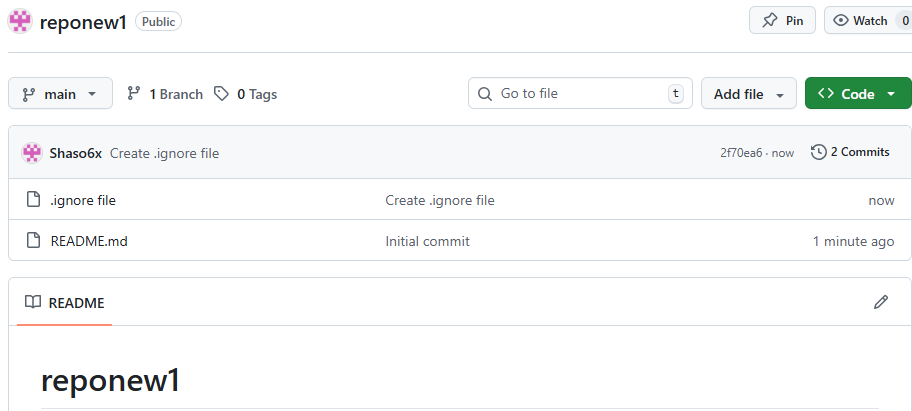 reponew1 Public Pin Watch 0
main 1 Branch 0 Tags Go to file t Add file Code
Shaso6x Create .ignore file 2f70ea6 · now 2 Commits
.ignore file Create .ignore file now
README.md Initial commit 1 minute ago
README
reponew1